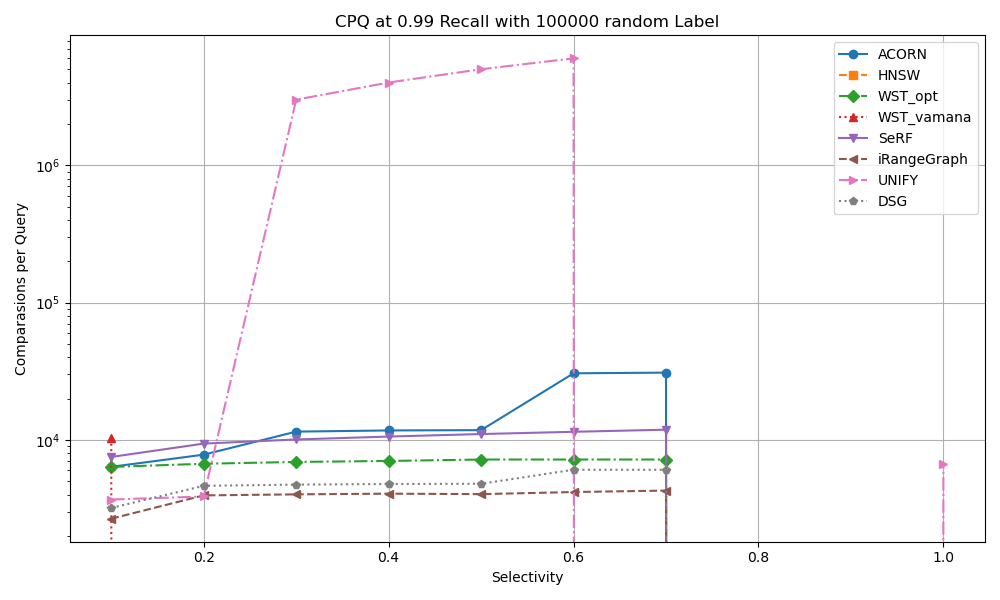 CPQ at 0.99 Recall with 100000 random Label
Comparasions per Query
10^6
10^5
10^4
0.2
0.4
0.6
0.8
1.0
Selectivity
ACORN
HNSW
WST_opt
WST_vamana
SeRF
iRangeGraph
UNIFY
DSG